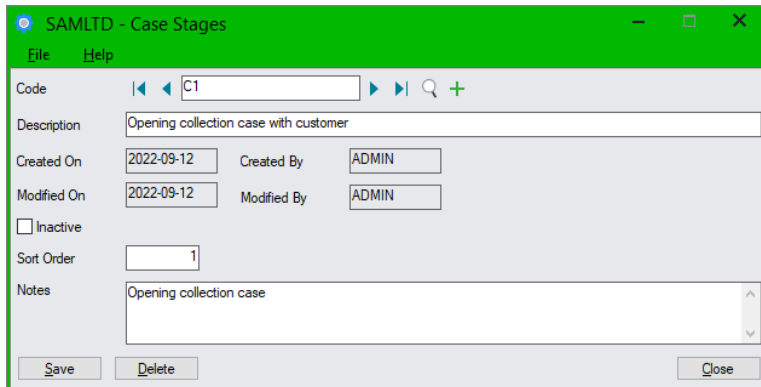 SAMLTD - Case Stages
File Help
Code C1
Description Opening collection case with customer
Created On 2022-09-12 Created By ADMIN
Modified On 2022-09-12 Modified By ADMIN
Inactive
Sort Order 1
Notes Opening collection case
Save Delete Close